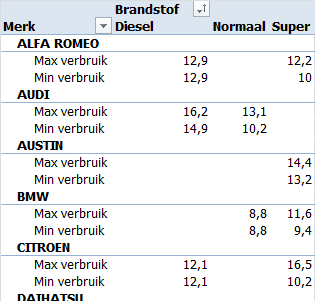 Brandstof
Merk Diesel Normaal Super
ALFA ROMEO
Max verbruik 12,9 12,2
Min verbruik 12,9 10
AUDI
Max verbruik 16,2 13,1
Min verbruik 14,9 10,2
AUSTIN
Max verbruik 14,4
Min verbruik 13,2
BMW
Max verbruik 8,8 11,6
Min verbruik 8,8 9,4
CITROEN
Max verbruik 12,1 16,5
Min verbruik 12,1 10,2
DAIHATSU